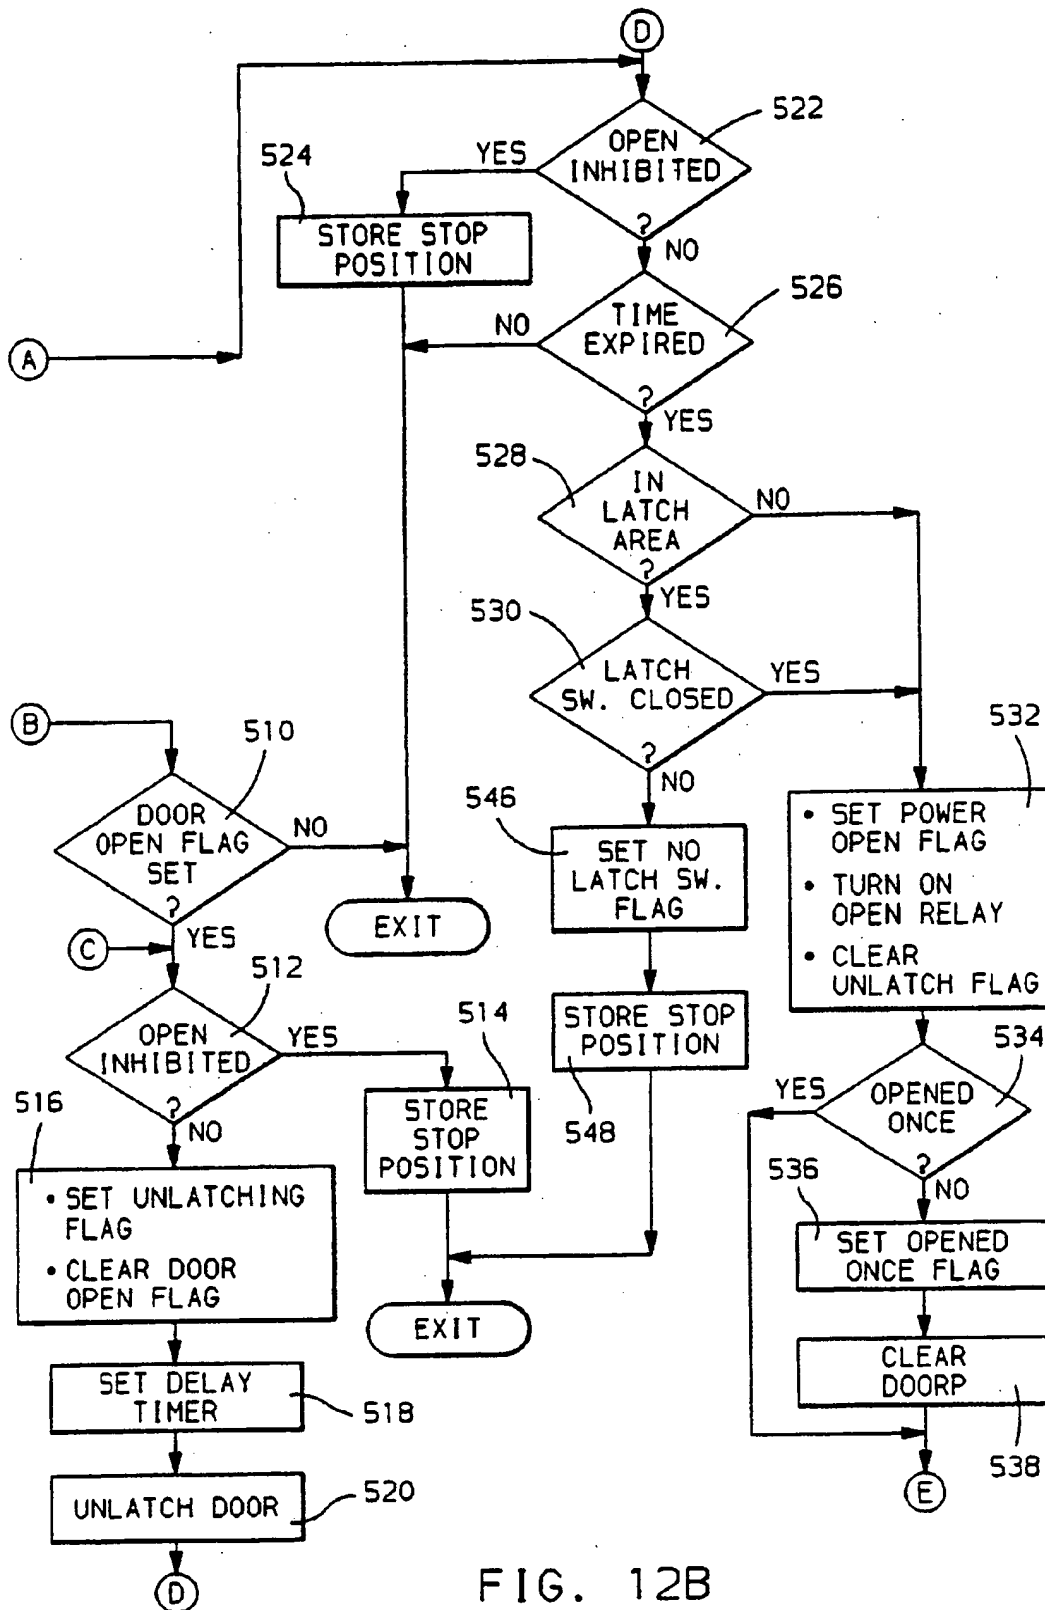 D
522
OPEN
INHIBITED
?
YES
NO
524
STORE STOP
POSITION
526
TIME
EXPIRED
?
NO
YES
A
528
IN
LATCH
AREA
?
NO
YES
530
LATCH
SW. CLOSED
?
YES
NO
B
510
DOOR
OPEN FLAG
SET
?
NO
YES
EXIT
C
512
OPEN
INHIBITED
?
YES
NO
514
STORE
STOP
POSITION
546
SET NO
LATCH SW.
FLAG
STORE STOP
POSITION
548
EXIT
532
• SET POWER
OPEN FLAG
• TURN ON
OPEN RELAY
• CLEAR
UNLATCH FLAG
534
OPENED
ONCE
?
YES
NO
536
SET OPENED
ONCE FLAG
CLEAR
DOORP
538
E
516
• SET UNLATCHING
FLAG
• CLEAR DOOR
OPEN FLAG
SET DELAY
TIMER
518
UNLATCH DOOR
520
D
FIG. 12B